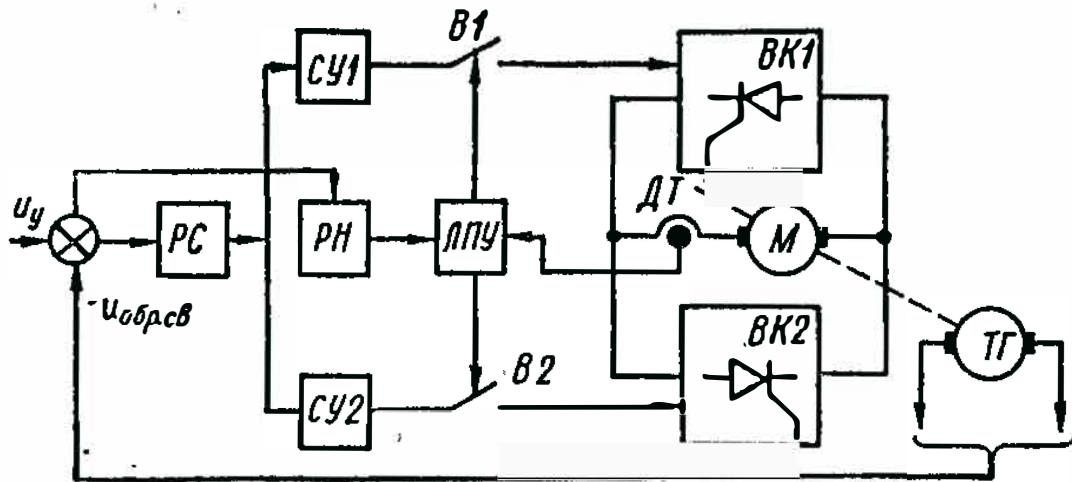 В1
СУ1
ВК1
ДТ
uу
РС
РН
ЛПУ
М
-uобр.св
ВК2
ТГ
В2
СУ2